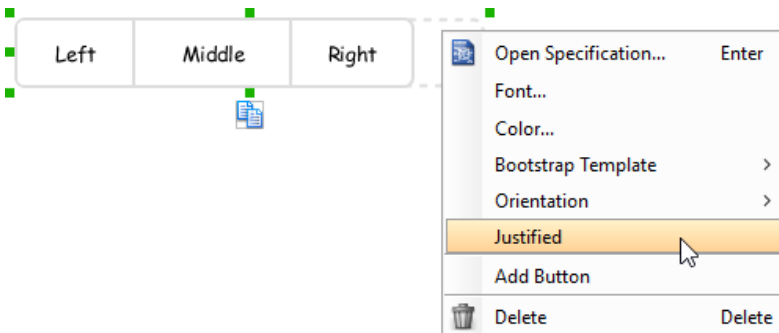 Left Middle Right
Open Specification... Enter
Font...
Color...
Bootstrap Template
Orientation
Justified
Add Button
Delete Delete